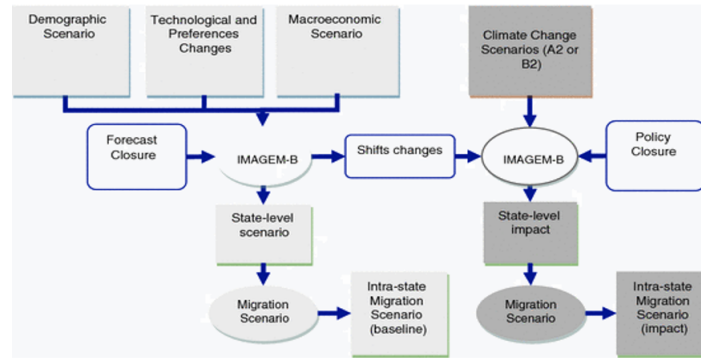 Demographic
Scenario
Technological and
Preferences
Changes
Macroeconomic
Scenario
Climate Change
Scenarios (A2 or
B2)
Forecast
Closure
IMAGEM-B
Shifts changes
IMAGEM-B
Policy
Closure
State-level
scenario
State-level
impact
Migration
Scenario
Intra-state
Migration
Scenario
(baseline)
Migration
Scenario
Intra-state
Migration
Scenario
(impact)